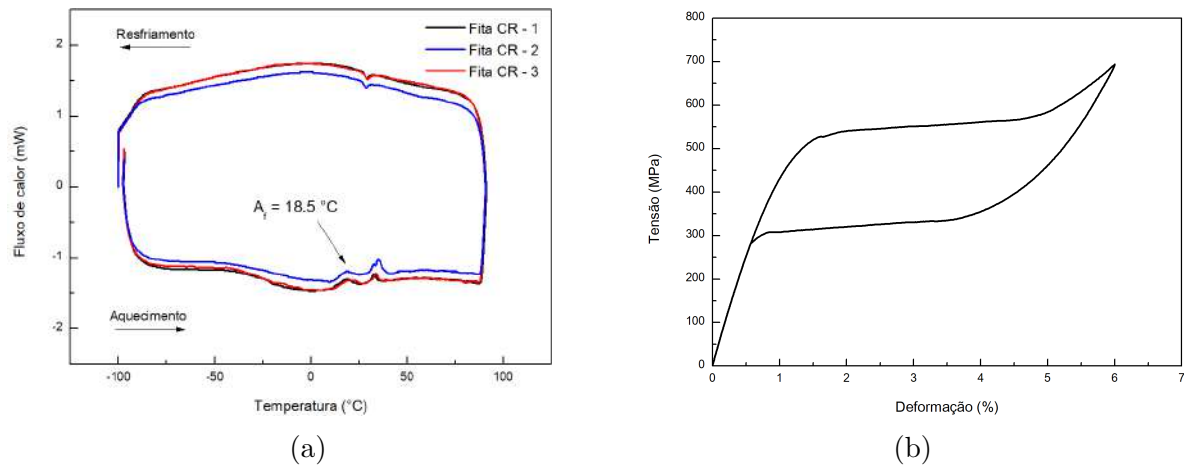 Resfriamento
Fita CR - 1
Fita CR - 2
Fita CR - 3
2
1
0
-1
-2
Fluxo de calor (mW)
A_f = 18.5 °C
Aquecimento
-100
-50
0
50
100
Temperatura (°C)
(a)
800
700
600
500
400
300
200
100
0
Tensão (MPa)
0
1
2
3
4
5
6
7
Deformação (%)
(b)